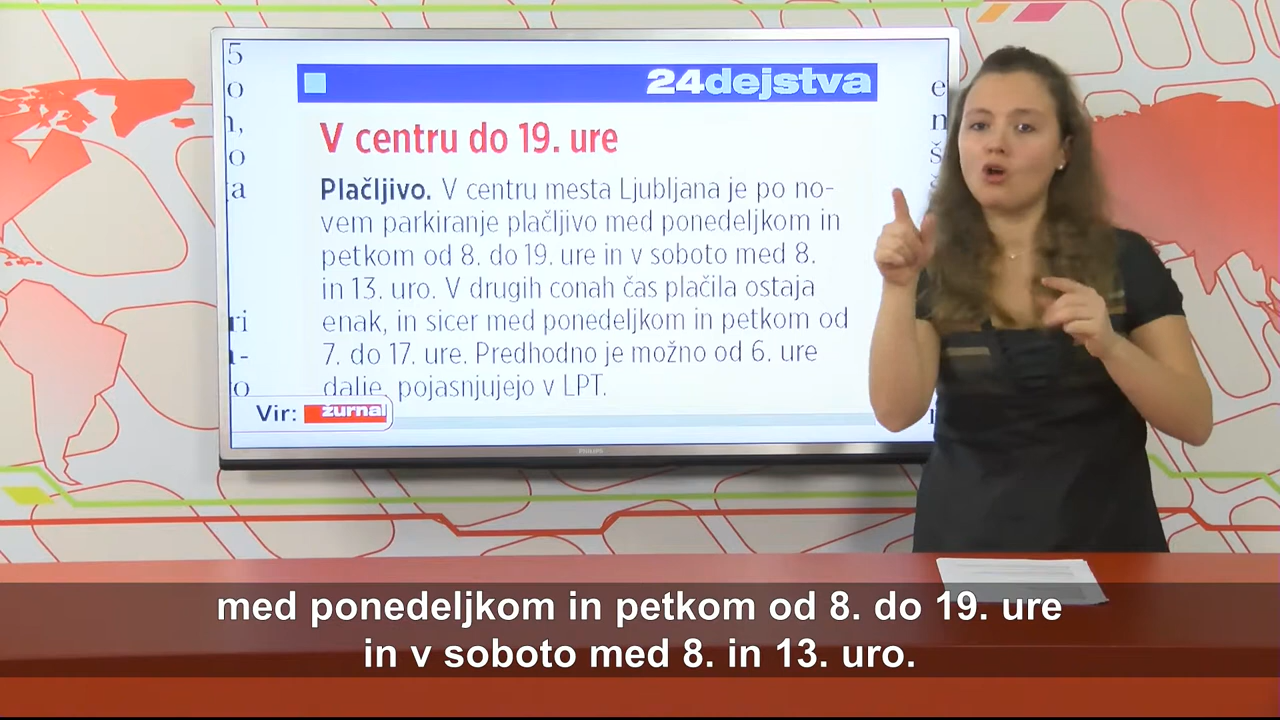 24dejstva
V centru do 19. ure
Plačljivo. V centru mesta Ljubljana je po no-
vem parkiranje plačljivo med ponedeljkom in
petkom od 8. do 19. ure in v soboto med 8.
in 13. uro. V drugih conah čas plačila ostaja
enak, in sicer med ponedeljkom in petkom od
7. do 17. ure. Predhodno je možno od 6. ure
dalje, pojasnjujejo v LPT.
Vir: žurnal
PHILIPS
med ponedeljkom in petkom od 8. do 19. ure
in v soboto med 8. in 13. uro.